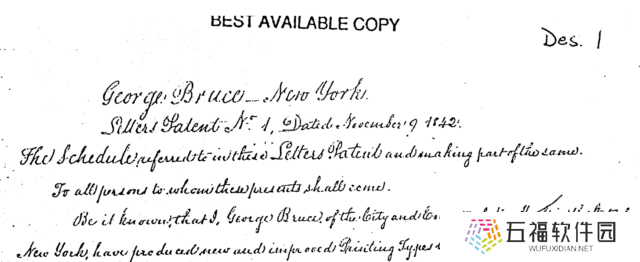 BEST AVAILABLE COPY
Des. 1
George Bruce – New York.
Letters Patent No. 1, Dated November 9 1842.
The Schedule referred to in these Letters Patent and making part of the same.
To all persons to whom these presents shall come.
Be it known, that I, George Bruce, of the City and
New York, have produced new and improved Printing Types
五福软件园
WUFUXIDIAN.NET